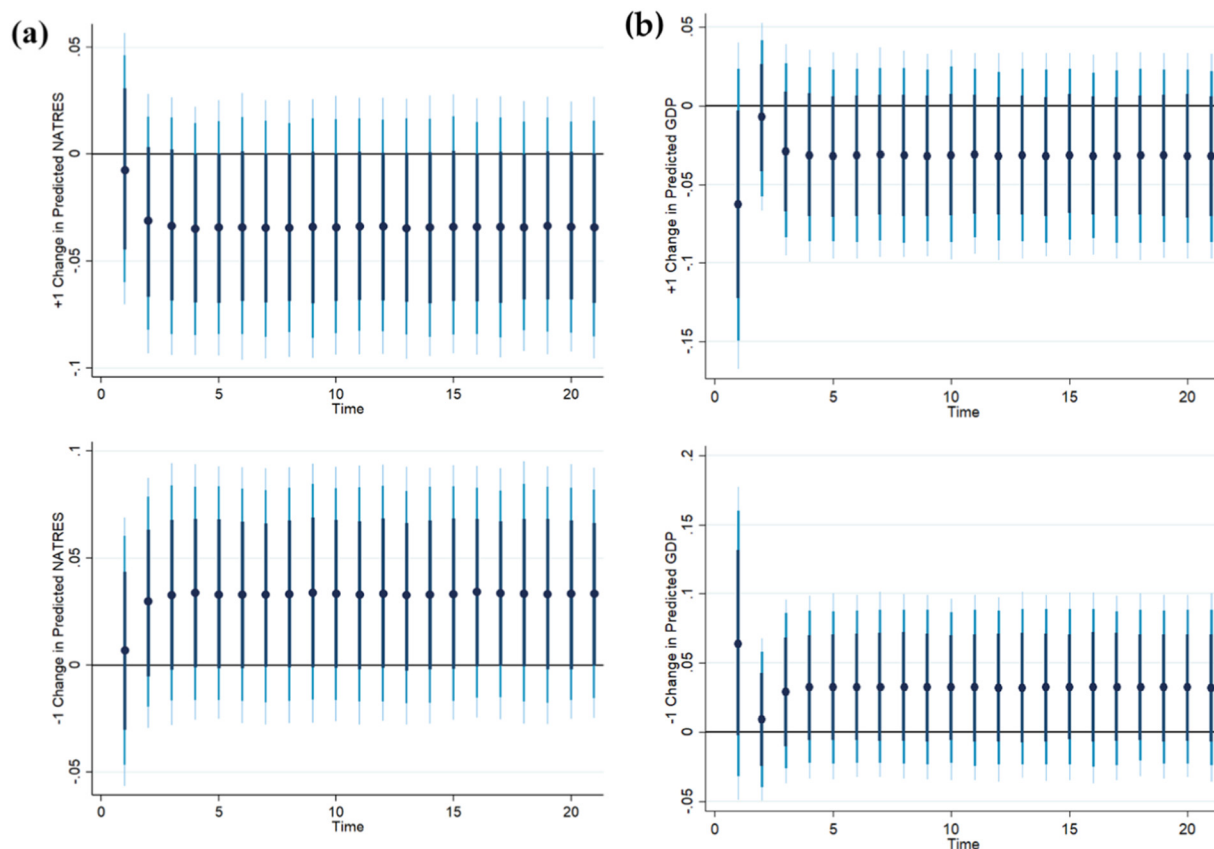 (a)
+1 Change in Predicted NATRES
.05
0
-.05
-.1
0 5 10 15 20
Time
(b)
+1 Change in Predicted GDP
.05
0
-.05
-.1
-.15
0 5 10 15 20
Time
-1 Change in Predicted NATRES
.1
.05
0
-.05
0 5 10 15 20
Time
-1 Change in Predicted GDP
.2
.15
.1
.05
0
-.05
0 5 10 15 20
Time